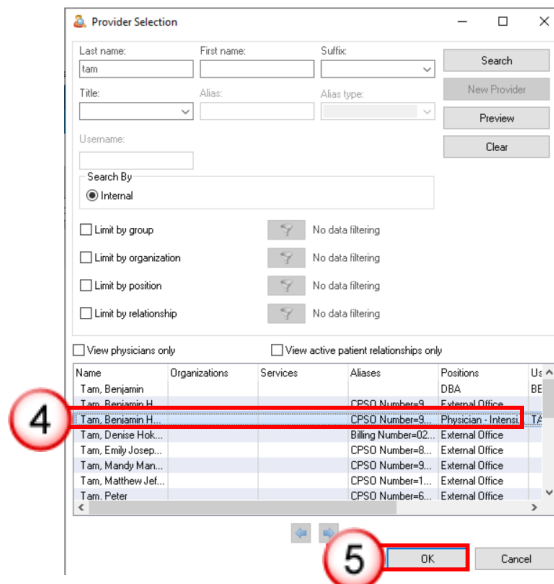 Provider Selection
Last name: First name: Suffix:
tam
Search
Title: Alias: Alias type:
New Provider
Preview
Username:
Clear
Search By
Internal
Limit by group No data filtering
Limit by organization No data filtering
Limit by position No data filtering
Limit by relationship No data filtering
View physicians only View active patient relationships only
Name Organizations Services Aliases Positions Us
Tam, Benjamin DBA BE
Tam, Benjamin H... CPSO Number=9... External Office
4
Tam, Benjamin H... CPSO Number=9... Physician - Intensi. TA
Tam, Denise Hok... Billing Number=02... External Office
Tam, Emily Josep... CPSO Number=8... External Office
Tam, Mandy Man... CPSO Number=9... External Office
Tam, Matthew Jef... CPSO Number=1... External Office
Tam, Peter CPSO Number=6... External Office
5
OK Cancel